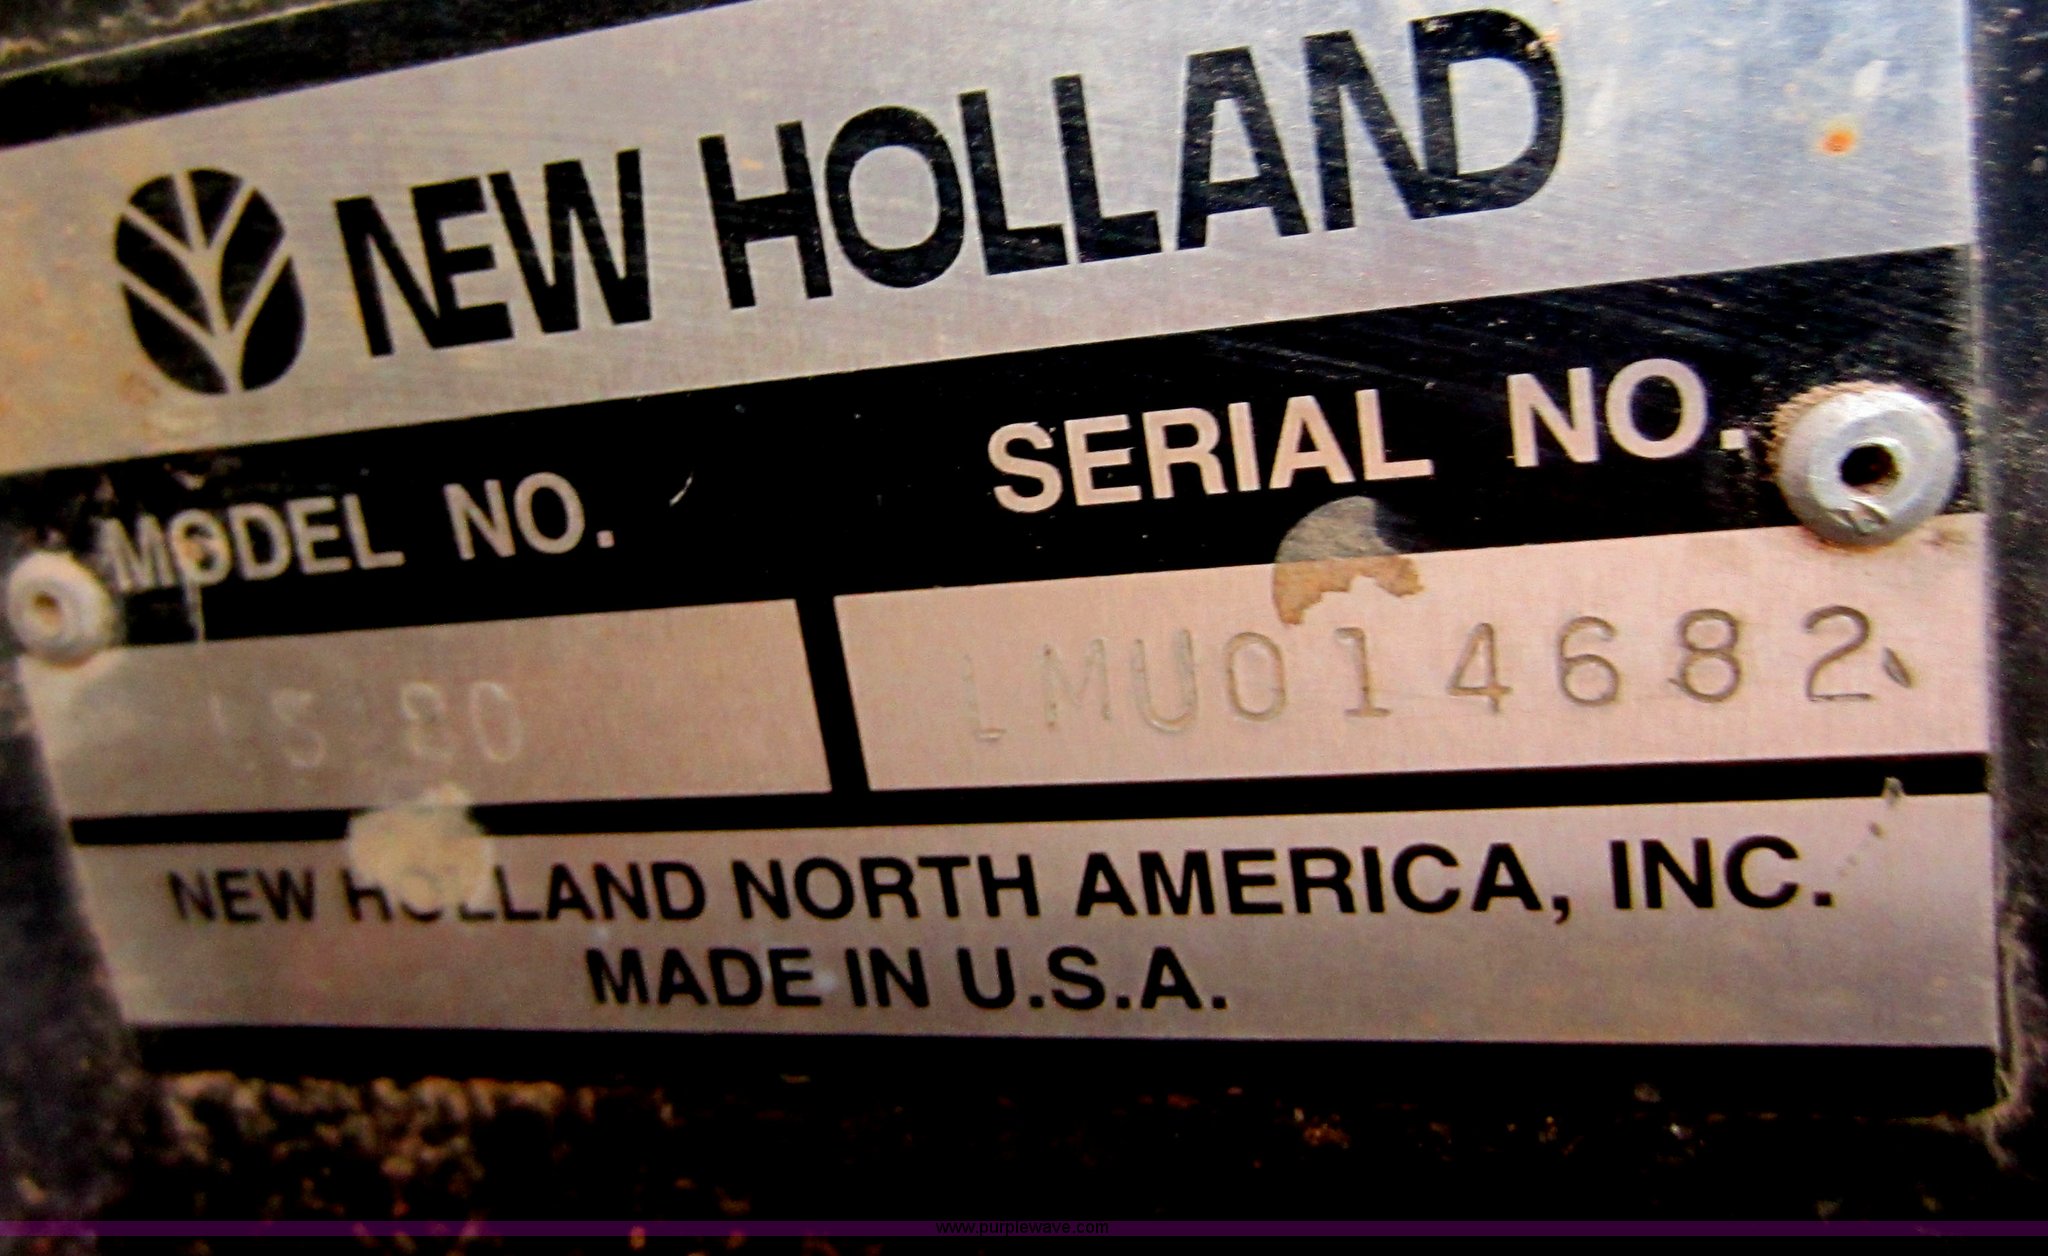 NEW HOLLAND
MODEL NO. SERIAL NO.
LMU014682
NEW HOLLAND NORTH AMERICA, INC.
MADE IN U.S.A.
www.purplewave.com